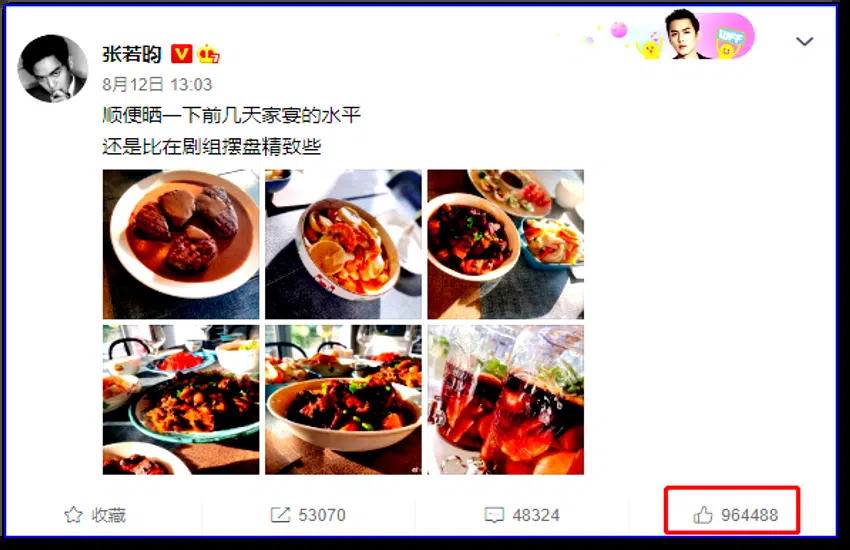 张若昀
8月12日 13:03
顺便晒一下前几天家宴的水平
还是比在剧组摆盘精致些
收藏
53070
48324
964488